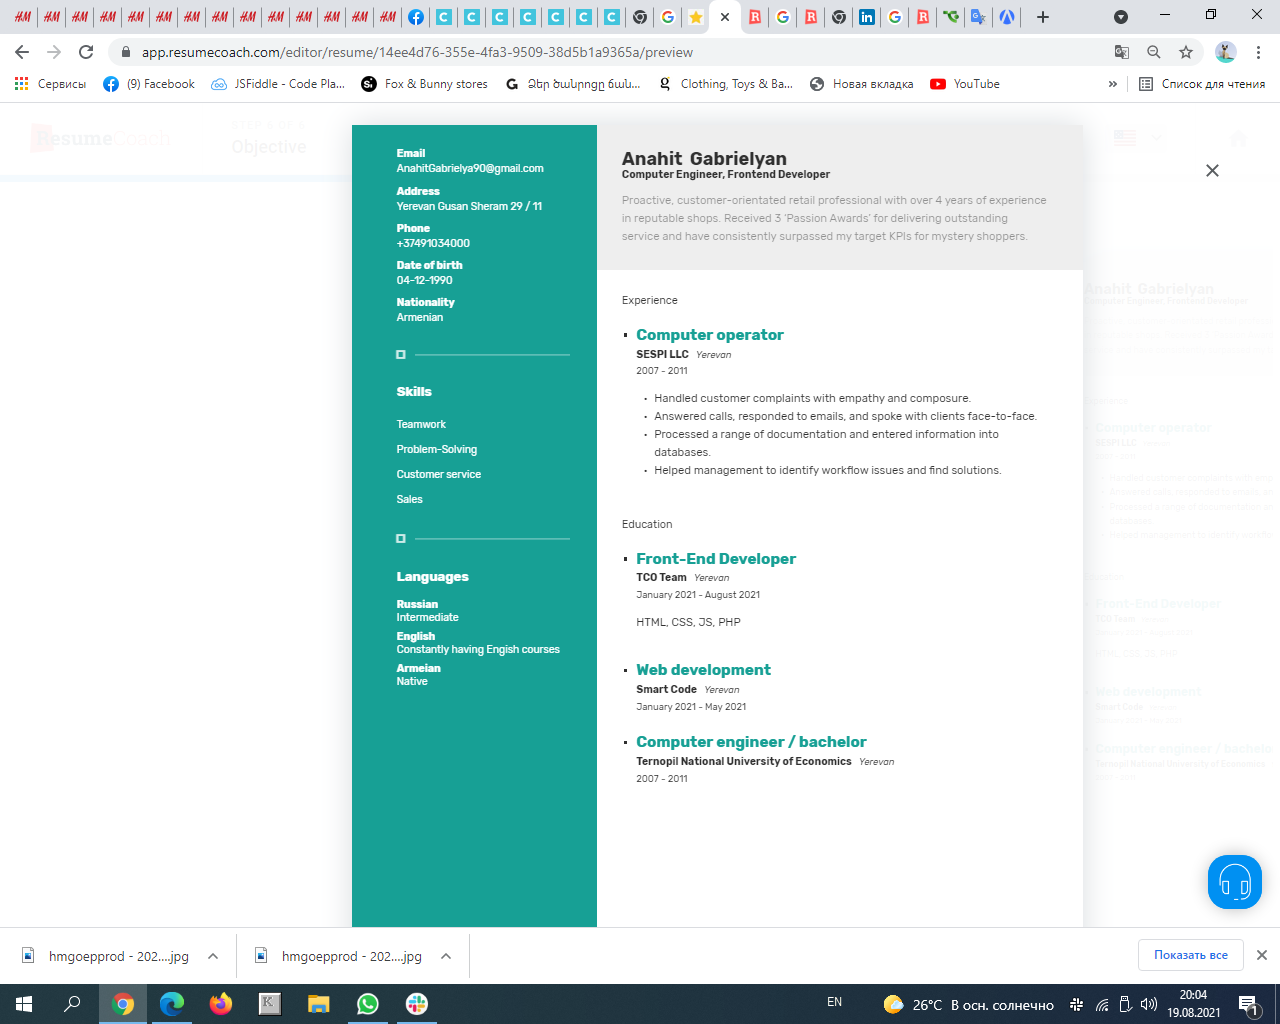 app.resumecoach.com/editor/resume/14ee4d76-355e-4fa3-9509-38d5b1a9365a/preview
Сервисы
(9) Facebook
JSFiddle - Code Pla...
Fox & Bunny stores
Ձեր ծանրոցը ճան...
Clothing, Toys & Ba...
Новая вкладка
YouTube
»
Список для чтения
ResumeCoach
Objective
Email
AnahitGabrielya90@gmail.com
Address
Yerevan Gusan Sheram 29 / 11
Phone
+37491034000
Date of birth
04-12-1990
Nationality
Armenian
Skills
Teamwork
Problem-Solving
Customer service
Sales
Languages
Russian
Intermediate
English
Constantly having Engish courses
Armeian
Native
Anahit Gabrielyan
Computer Engineer, Frontend Developer
Proactive, customer-orientated retail professional with over 4 years of experience
in reputable shops. Received 3 'Passion Awards' for delivering outstanding
service and have consistently surpassed my target KPIs for mystery shoppers.
Experience
Computer operator
SESPI LLC Yerevan
2007 - 2011
Handled customer complaints with empathy and composure.
Answered calls, responded to emails, and spoke with clients face-to-face.
Processed a range of documentation and entered information into
databases.
Helped management to identify workflow issues and find solutions.
Education
Front-End Developer
TCO Team Yerevan
January 2021 - August 2021
HTML, CSS, JS, PHP
Web development
Smart Code Yerevan
January 2021 - May 2021
Computer engineer / bachelor
Ternopil National University of Economics Yerevan
2007 - 2011
hmgoepprod - 202....jpg
hmgoepprod - 202....jpg
Показать все
EN
26°C В осн. солнечно
20:04
19.08.2021
1